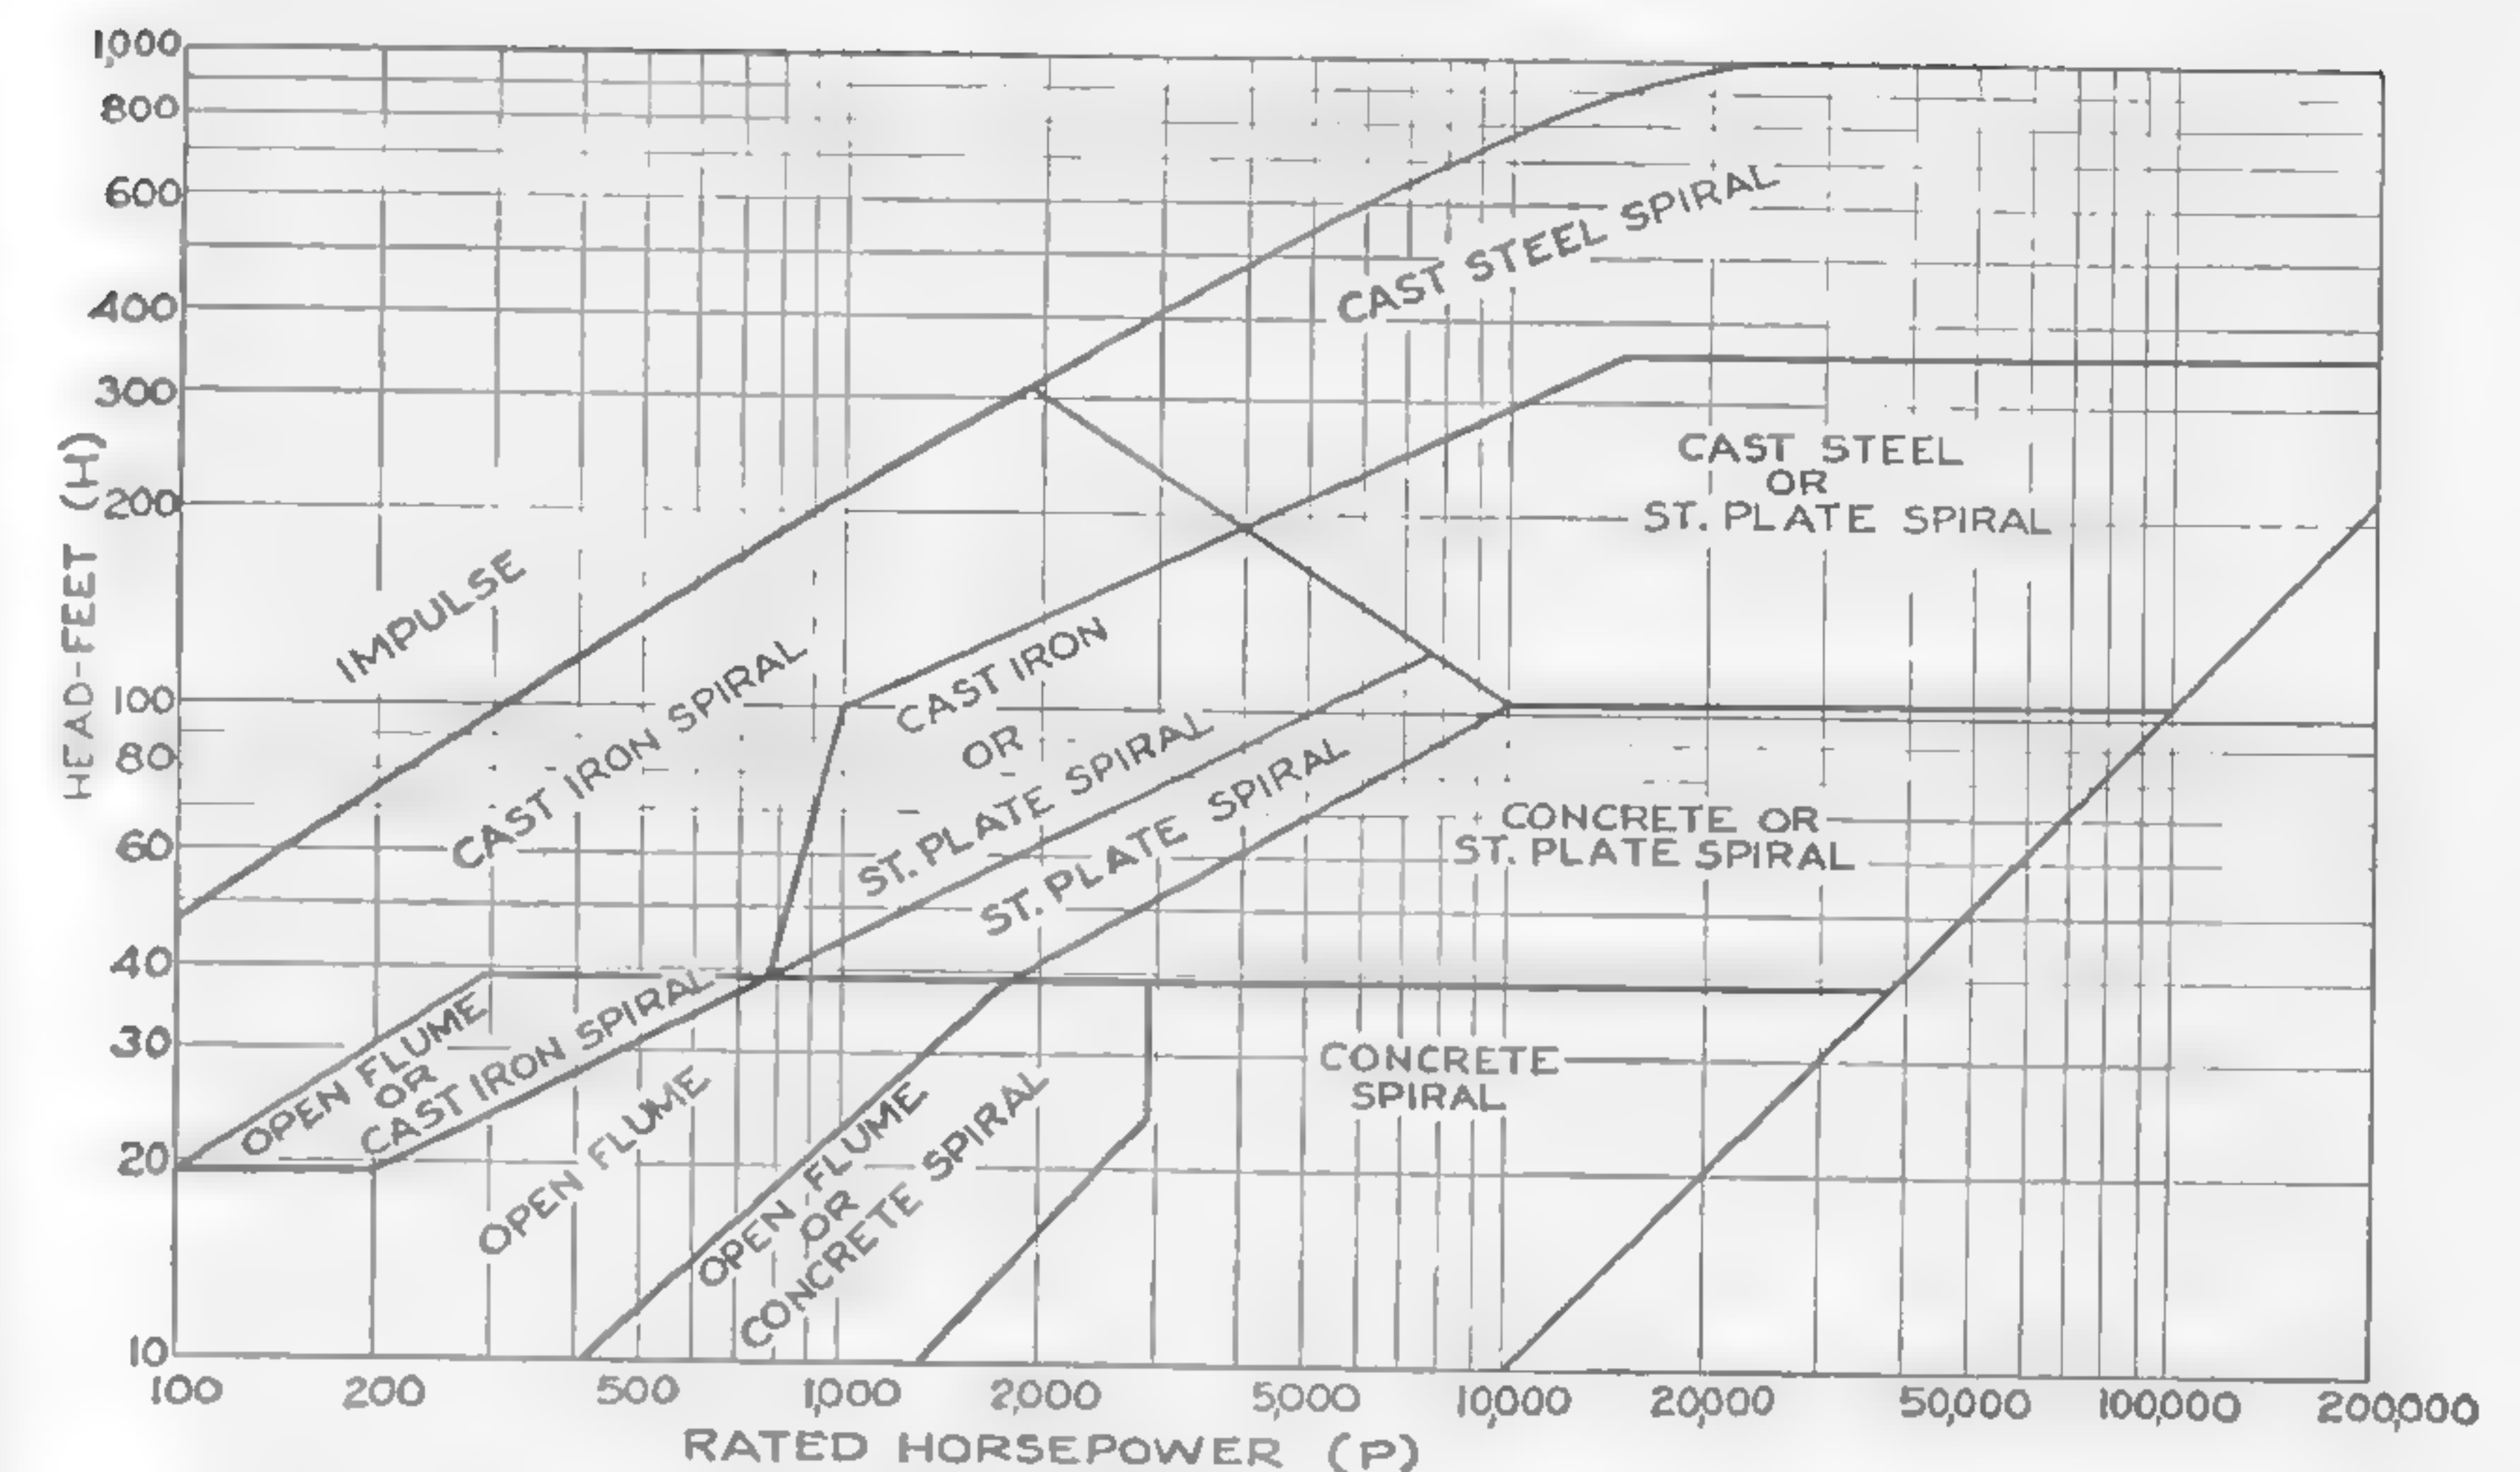 1,000
800
600
400
300
200
100
80
60
40
30
20
10
HEAD-FEET (H)
CAST STEEL SPIRAL
CAST STEEL
OR
ST. PLATE SPIRAL
IMPULSE
CAST IRON SPIRAL
CAST IRON
OR
ST. PLATE SPIRAL
ST. PLATE SPIRAL
CONCRETE OR
ST. PLATE SPIRAL
OPEN FLUME
OR
CAST IRON SPIRAL
OPEN FLUME
OPEN FLUME
OR
CONCRETE SPIRAL
CONCRETE
SPIRAL
100 200 500 1,000 2,000 5,000 10,000 20,000 50,000 100,000 200,000
RATED HORSEPOWER (P)